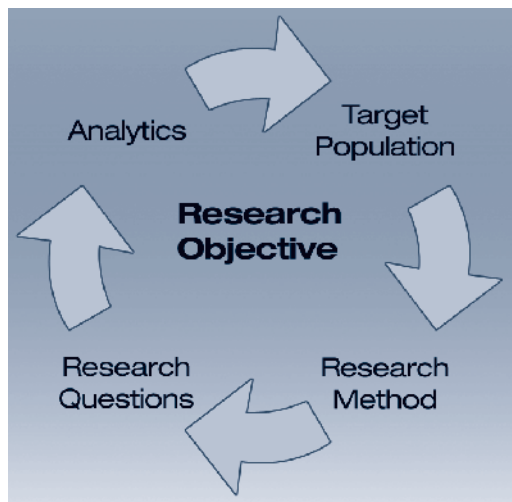 Analytics
Target
Population
Research
Objective
Research
Questions
Research
Method